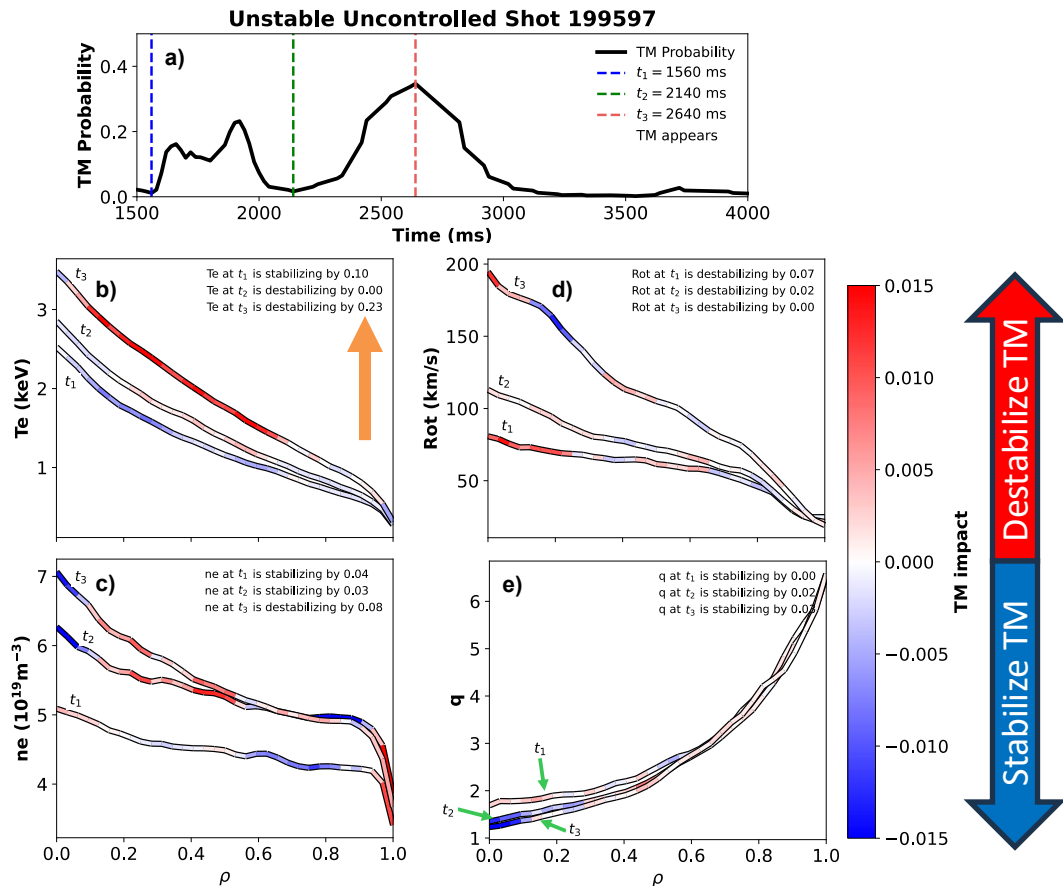 Unstable Uncontrolled Shot 199597
a)
TM Probability
0.4
0.2
0.0
1500
2000
2500
3000
3500
4000
Time (ms)
TM Probability
t₁ = 1560 ms
t₂ = 2140 ms
t₃ = 2640 ms
TM appears
b)
Te (keV)
3
2
1
t₃
t₂
t₁
Te at t₁ is stabilizing by 0.10
Te at t₂ is destabilizing by 0.00
Te at t₃ is destabilizing by 0.23
d)
Rot (km/s)
200
150
100
50
t₃
t₂
t₁
Rot at t₁ is destabilizing by 0.07
Rot at t₂ is destabilizing by 0.02
Rot at t₃ is destabilizing by 0.00
c)
ne (10¹⁹m⁻³)
7
6
5
4
t₃
t₂
t₁
ne at t₁ is stabilizing by 0.04
ne at t₂ is stabilizing by 0.03
ne at t₃ is destabilizing by 0.08
0.0
0.2
0.4
0.6
0.8
1.0
ρ
e)
q
6
5
4
3
2
1
t₁
t₂
t₃
q at t₁ is stabilizing by 0.00
q at t₂ is stabilizing by 0.02
q at t₃ is stabilizing by 0.03
0.0
0.2
0.4
0.6
0.8
1.0
ρ
0.015
0.010
0.005
0.000
−0.005
−0.010
−0.015
TM impact
Destabilize TM
Stabilize TM